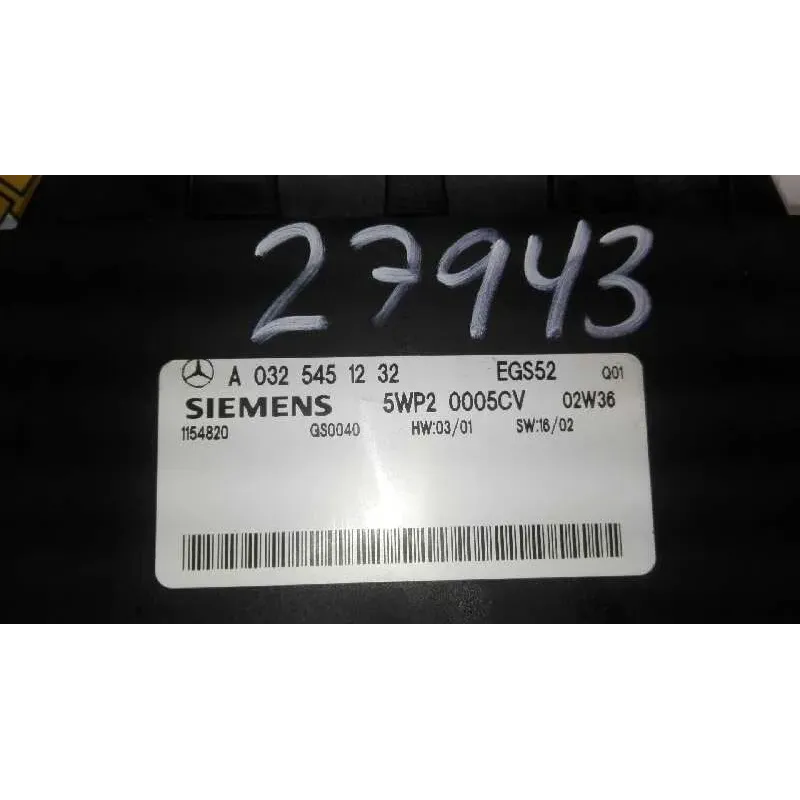 27943
A 032 545 12 32 EGS52 Q01
SIEMENS 5WP2 0005CV 02W36
1154820 GS0040 HW:03/01 SW:16/02